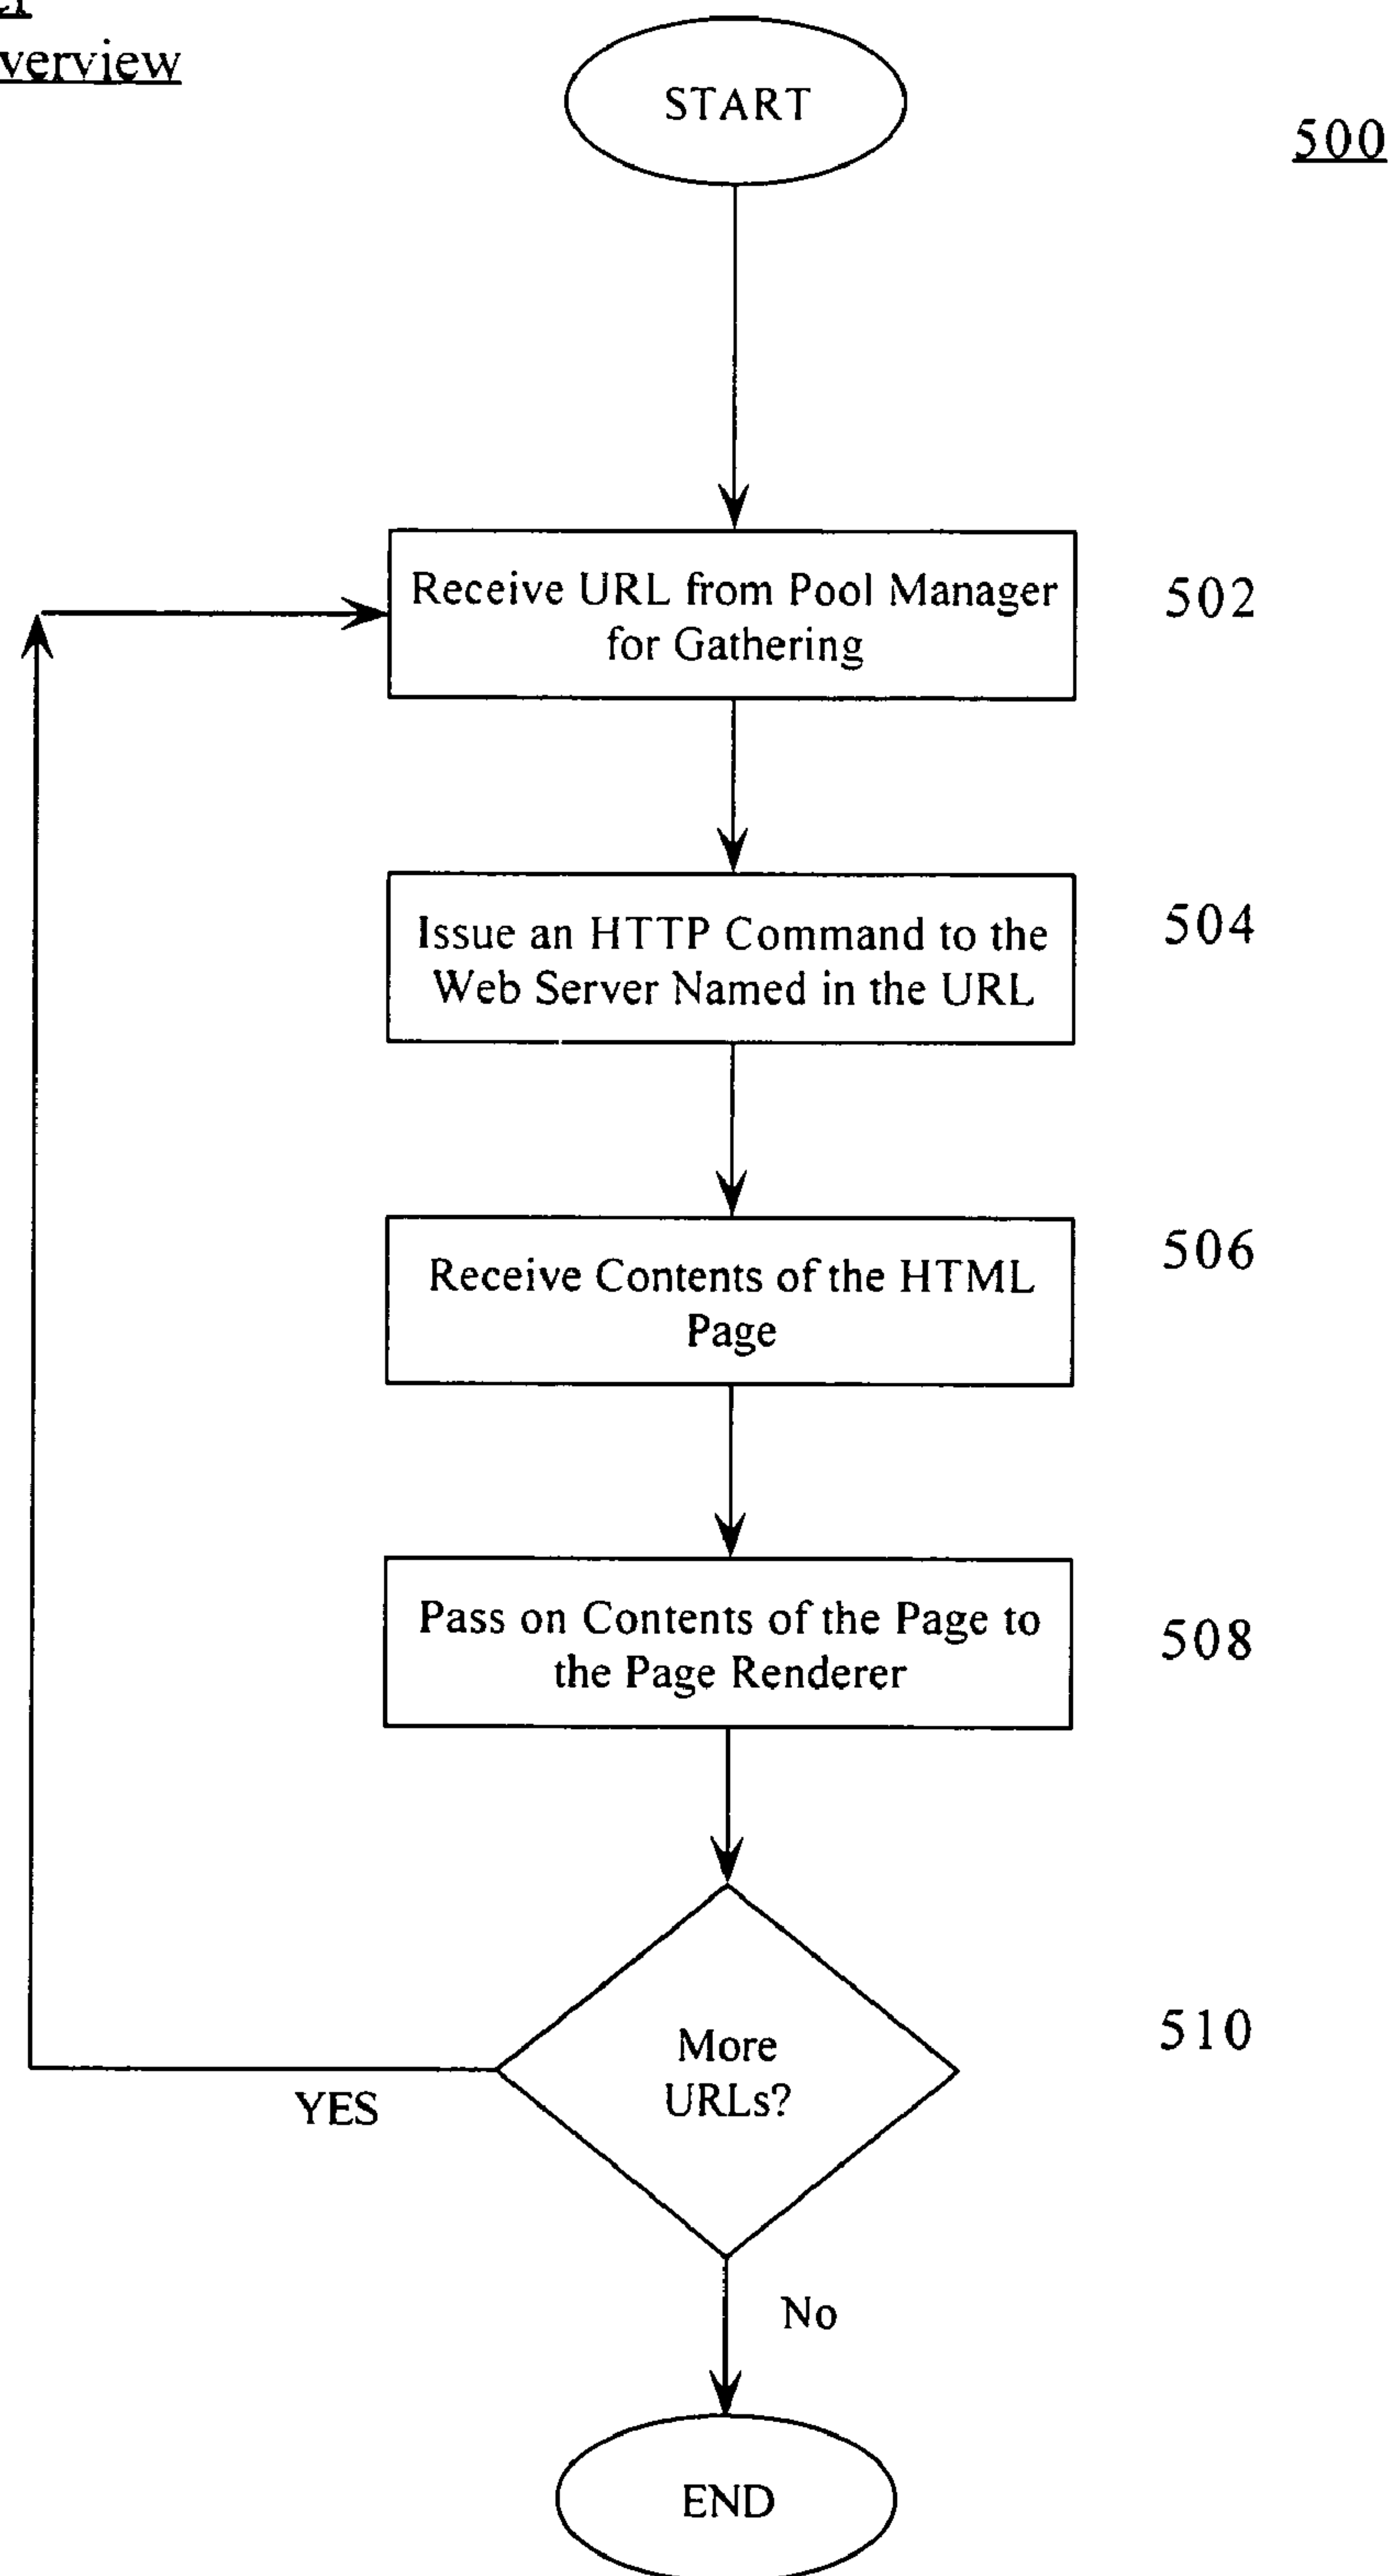 verview
START
500
Receive URL from Pool Manager
for Gathering
502
Issue an HTTP Command to the
Web Server Named in the URL
504
Receive Contents of the HTML
Page
506
Pass on Contents of the Page to
the Page Renderer
508
More
URLs?
510
YES
No
END